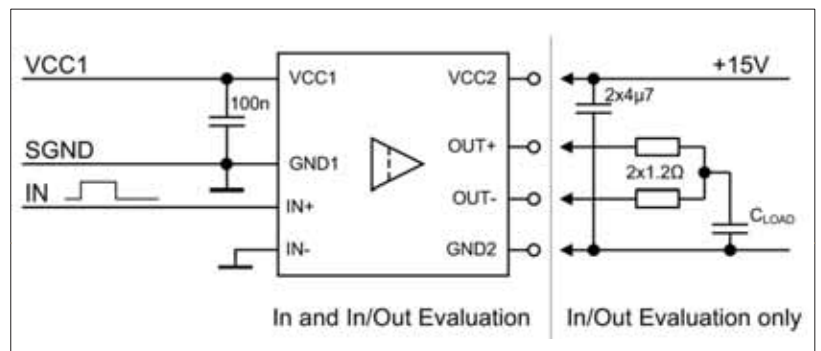 VCC1
VCC1
VCC2
+15V
100n
2x4µ7
SGND
GND1
OUT+
2x1.2Ω
IN
IN+
OUT-
C_LOAD
IN-
GND2
In and In/Out Evaluation
In/Out Evaluation only